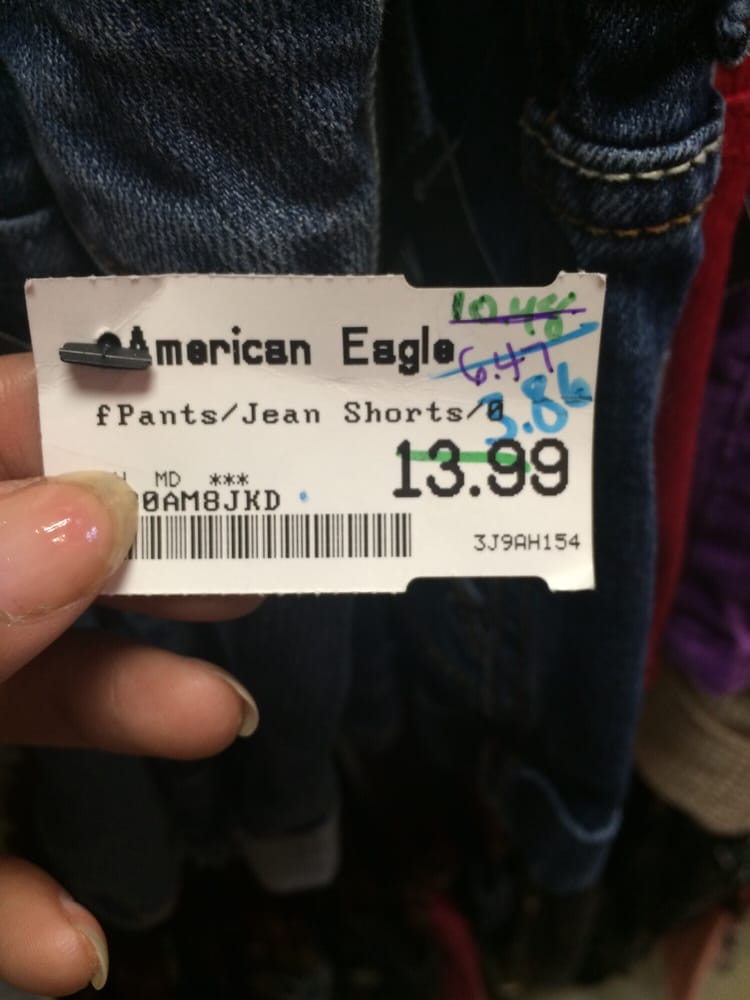 10.48
American Eagle
6.47
fPants/Jean Shorts/0
3.86
13.99
MD ***
0AM8JKD
3J9AH154